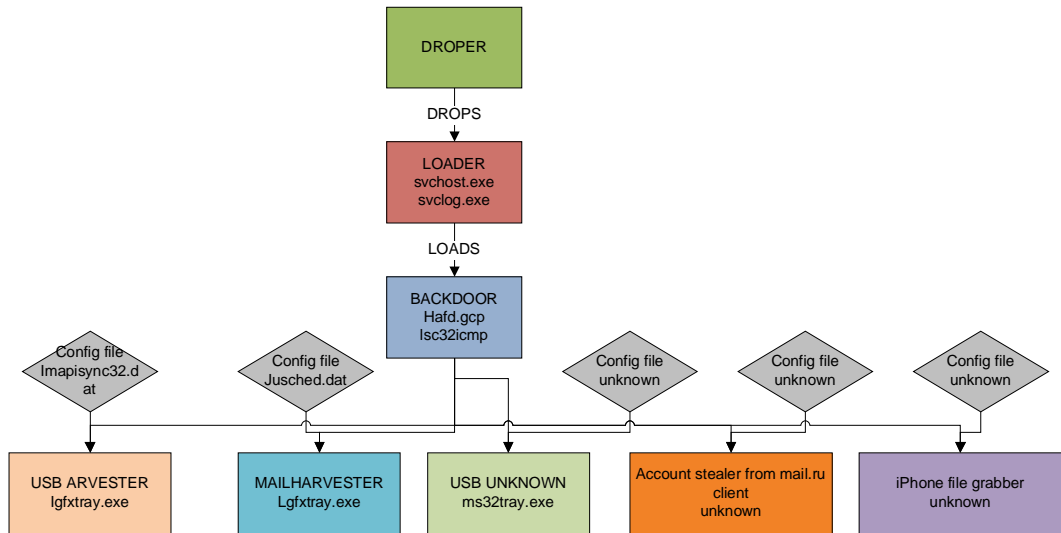 DROPER
DROPS
LOADER
svchost.exe
svclog.exe
LOADS
BACKDOOR
Hafd.gcp
Isc32icmp
Config file
Imapisync32.d
at
Config file
Jusched.dat
Config file
unknown
Config file
unknown
Config file
unknown
USB ARVESTER
Igfxtray.exe
MAILHARVESTER
Lgfxtray.exe
USB UNKNOWN
ms32tray.exe
Account stealer from mail.ru
client
unknown
iPhone file grabber
unknown